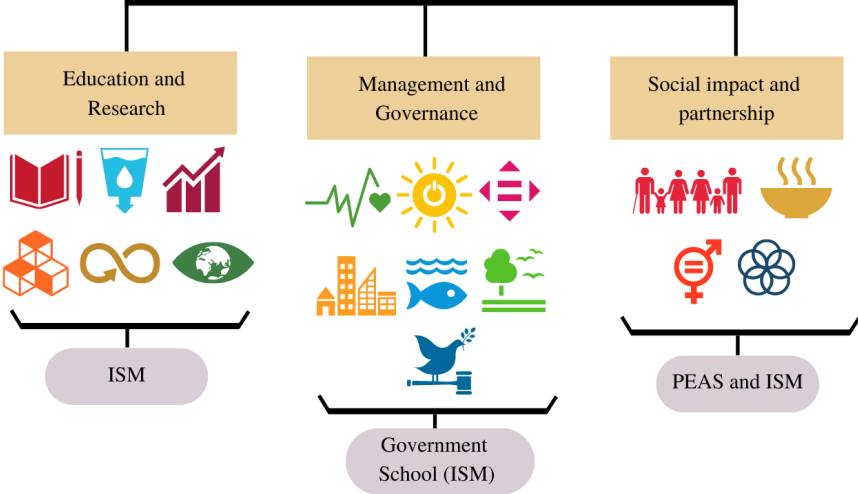 Education and
Research
Management and
Governance
Social impact and
partnership
ISM
PEAS and ISM
Government
School (ISM)